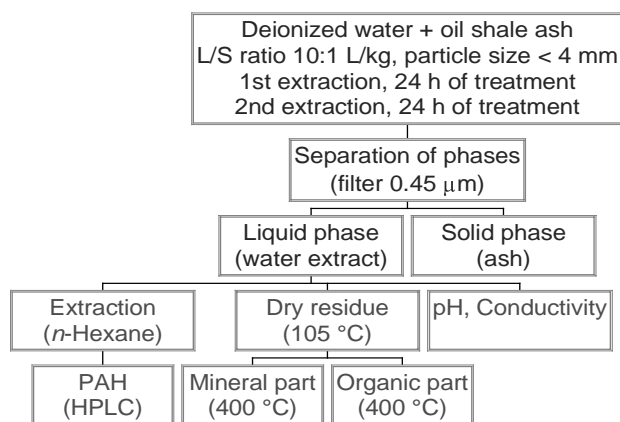 Deionized water + oil shale ash
L/S ratio 10:1 L/kg, particle size < 4 mm
1st extraction, 24 h of treatment
2nd extraction, 24 h of treatment
Separation of phases
(filter 0.45 μm)
Liquid phase
(water extract)
Solid phase
(ash)
Extraction
(n-Hexane)
Dry residue
(105 °C)
pH, Conductivity
PAH
(HPLC)
Mineral part
(400 °C)
Organic part
(400 °C)